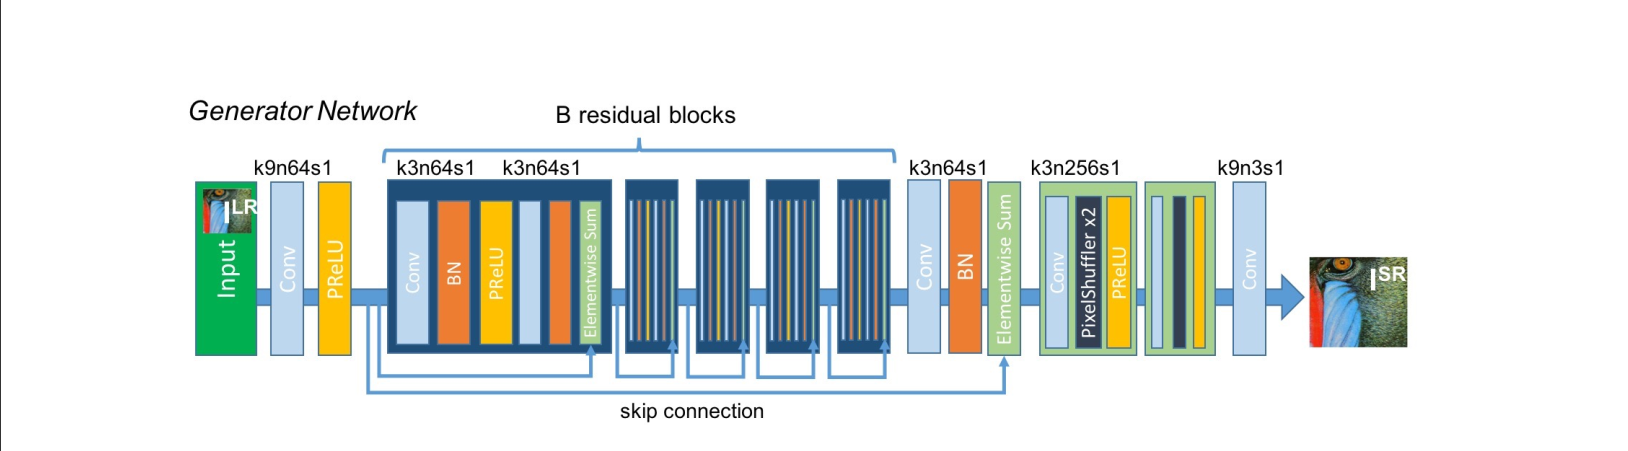 Generator Network
B residual blocks
k9n64s1
k3n64s1
k3n64s1
k3n64s1
k3n256s1
k9n3s1
Input
I LR
Conv
PReLU
Conv
BN
PReLU
Elementwise Sum
Conv
BN
Elementwise Sum
Conv
PixelShuffler x2
PReLU
Conv
I SR
skip connection